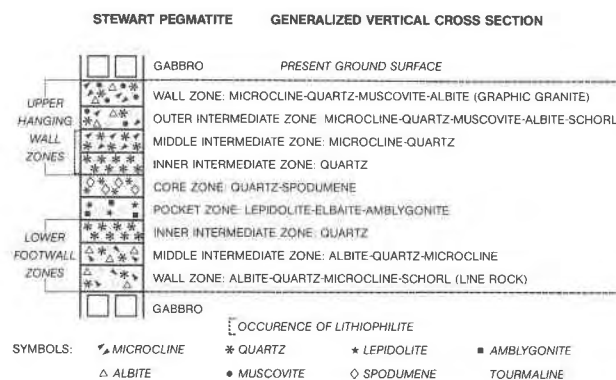 STEWART PEGMATITE GENERALIZED VERTICAL CROSS SECTION
GABBRO PRESENT GROUND SURFACE
UPPER HANGING WALL ZONES
WALL ZONE: MICROCLINE-QUARTZ-MUSCOVITE-ALBITE (GRAPHIC GRANITE)
OUTER INTERMEDIATE ZONE MICROCLINE-QUARTZ-MUSCOVITE-ALBITE-SCHORL
MIDDLE INTERMEDIATE ZONE: MICROCLINE-QUARTZ
INNER INTERMEDIATE ZONE: QUARTZ
CORE ZONE: QUARTZ-SPODUMENE
POCKET ZONE: LEPIDOLITE-ELBAITE-AMBLYGONITE
LOWER FOOTWALL ZONES
INNER INTERMEDIATE ZONE: QUARTZ
MIDDLE INTERMEDIATE ZONE: ALBITE-QUARTZ-MICROCLINE
WALL ZONE: ALBITE-QUARTZ-MICROCLINE-SCHORL (LINE ROCK)
GABBRO
OCCURENCE OF LITHIOPHILITE
SYMBOLS: MICROCLINE QUARTZ LEPIDOLITE AMBLYGONITE
ALBITE MUSCOVITE SPODUMENE TOURMALINE